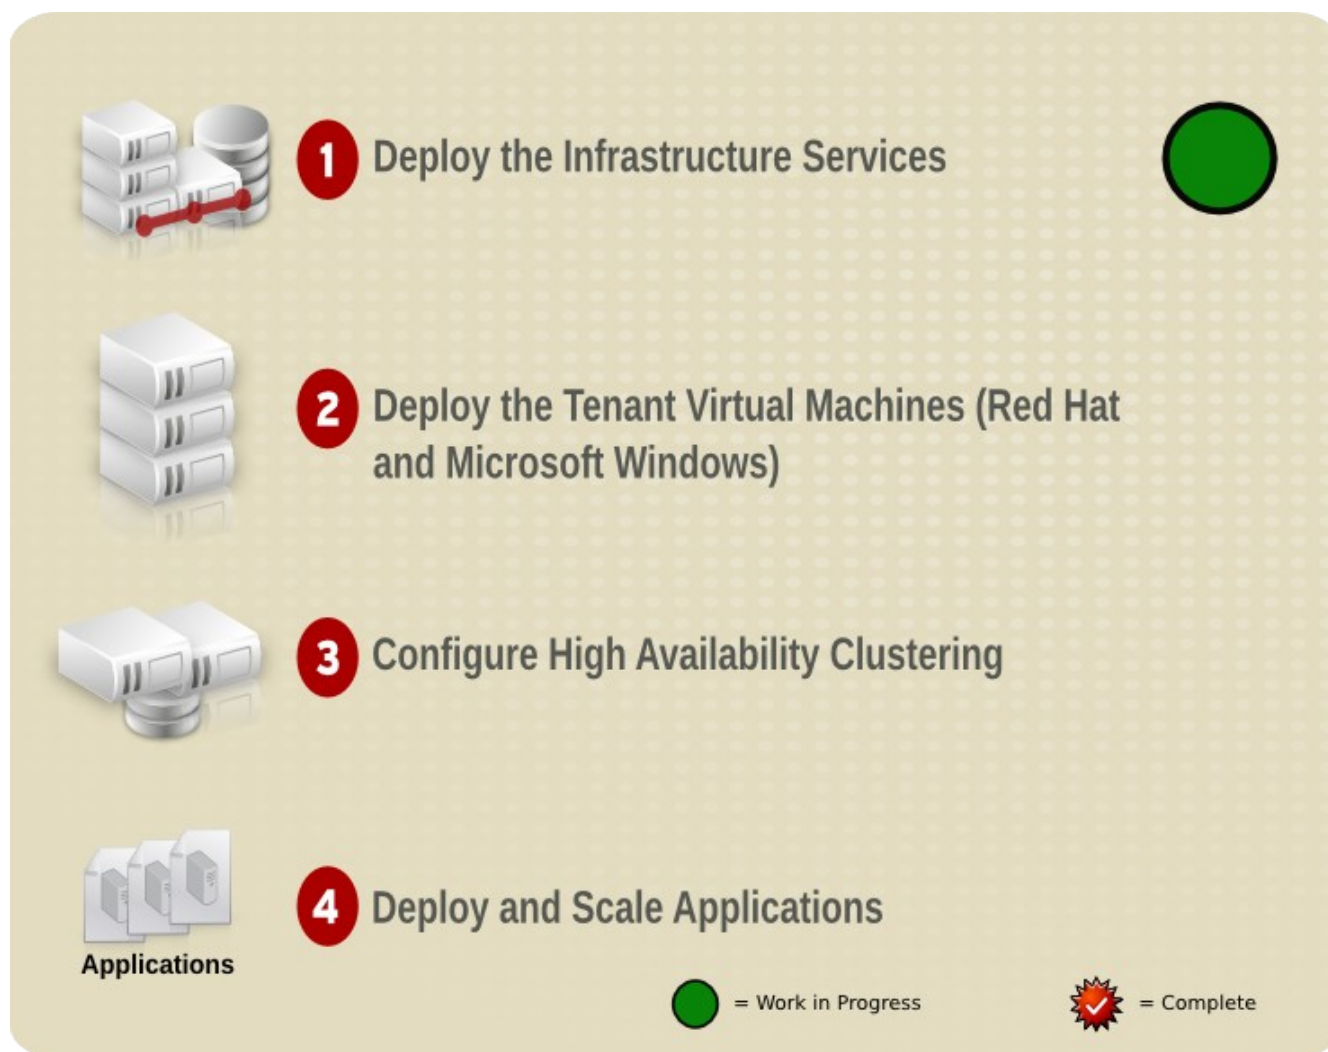 1 Deploy the Infrastructure Services
2 Deploy the Tenant Virtual Machines (Red Hat
and Microsoft Windows)
3 Configure High Availability Clustering
4 Deploy and Scale Applications
Applications
= Work in Progress = Complete